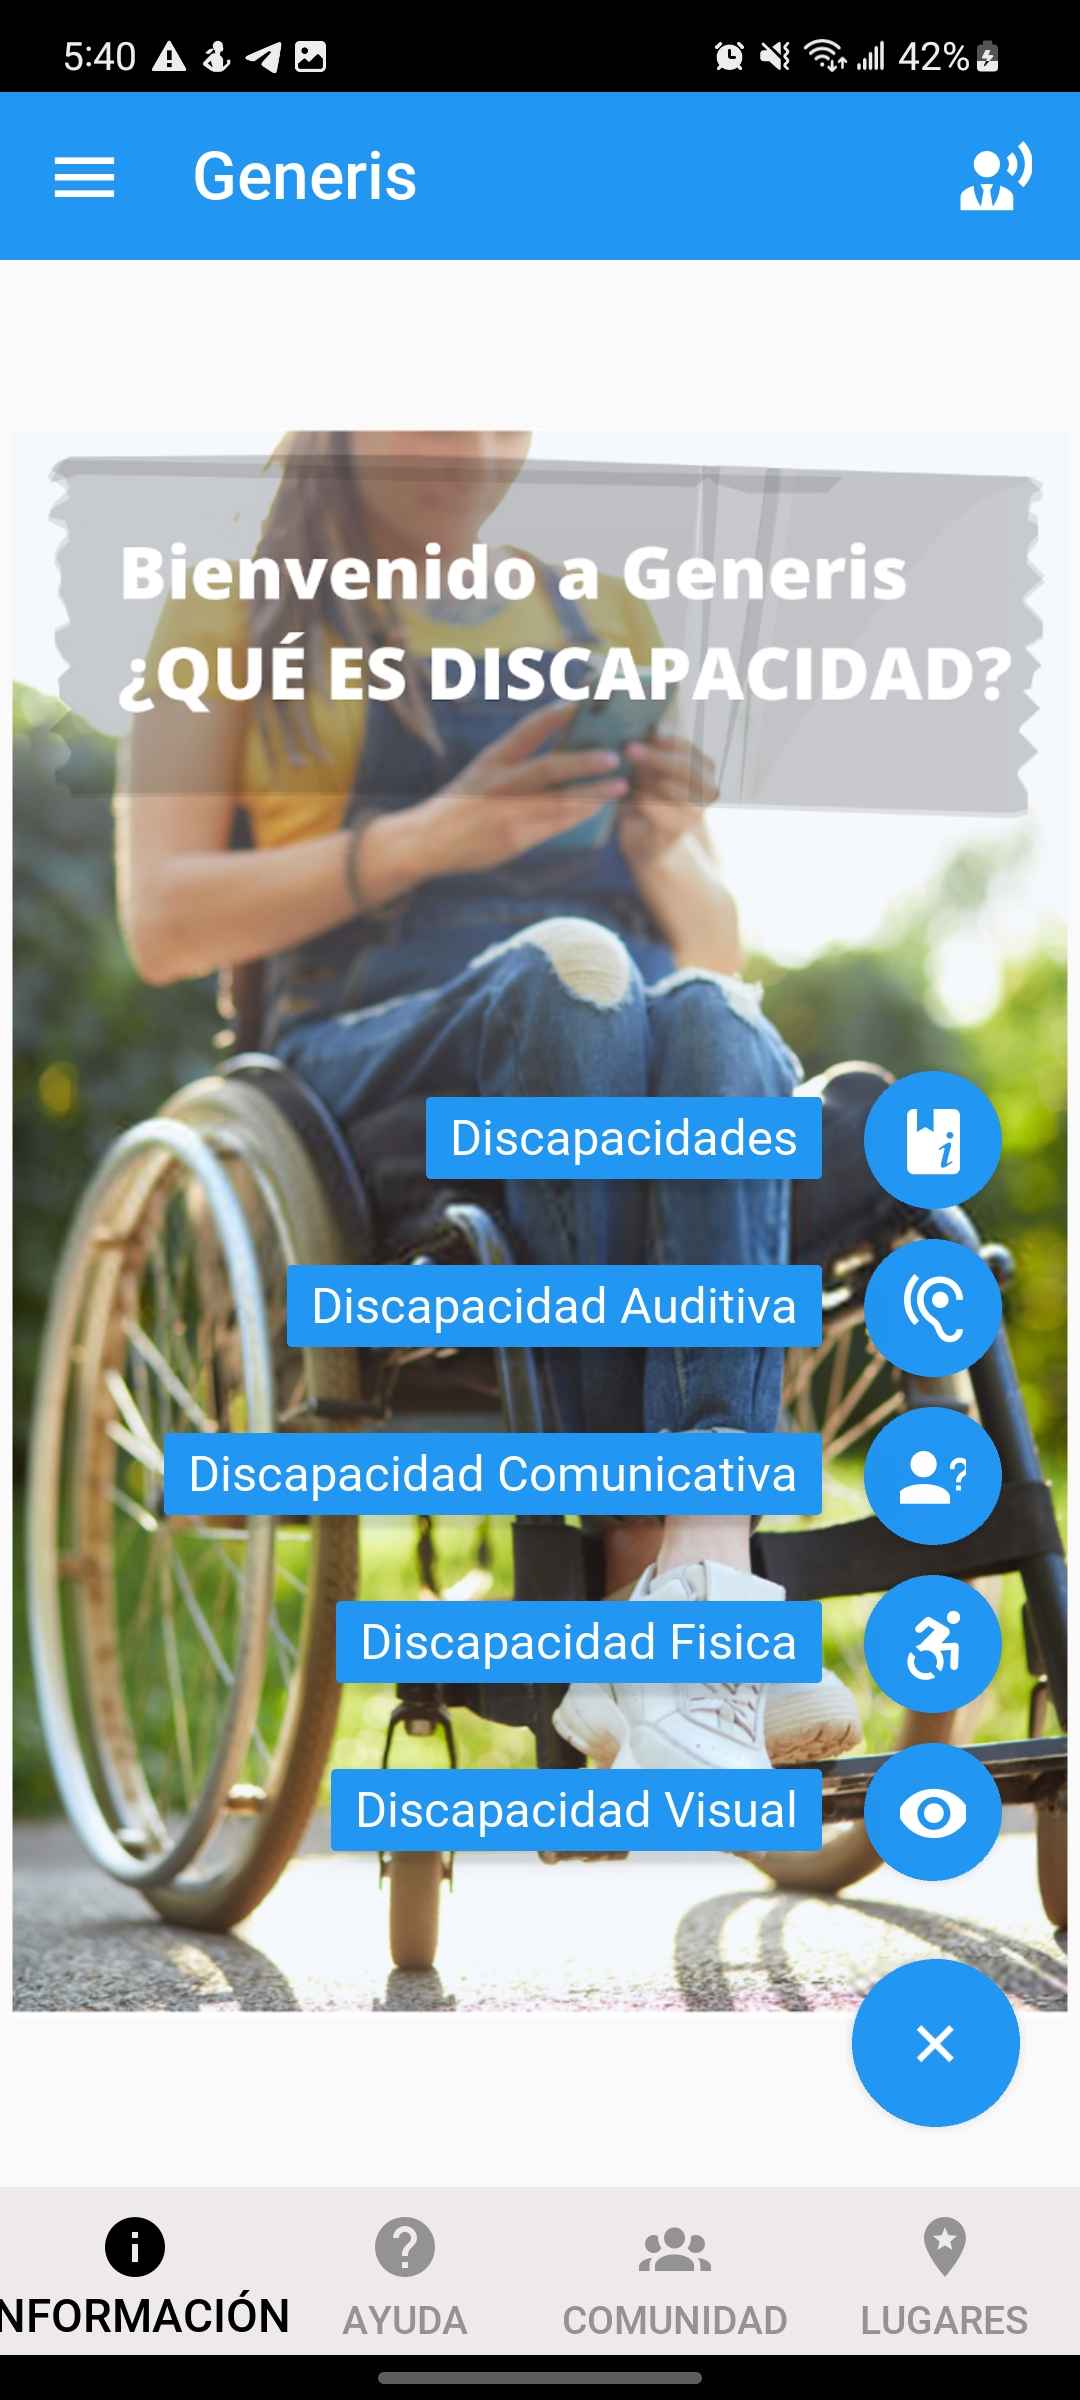 5:40
42%
Generis
Bienvenido a Generis
¿QUÉ ES DISCAPACIDAD?
Discapacidades
Discapacidad Auditiva
Discapacidad Comunicativa
Discapacidad Fisica
Discapacidad Visual
NFORMACIÓN
AYUDA
COMUNIDAD
LUGARES